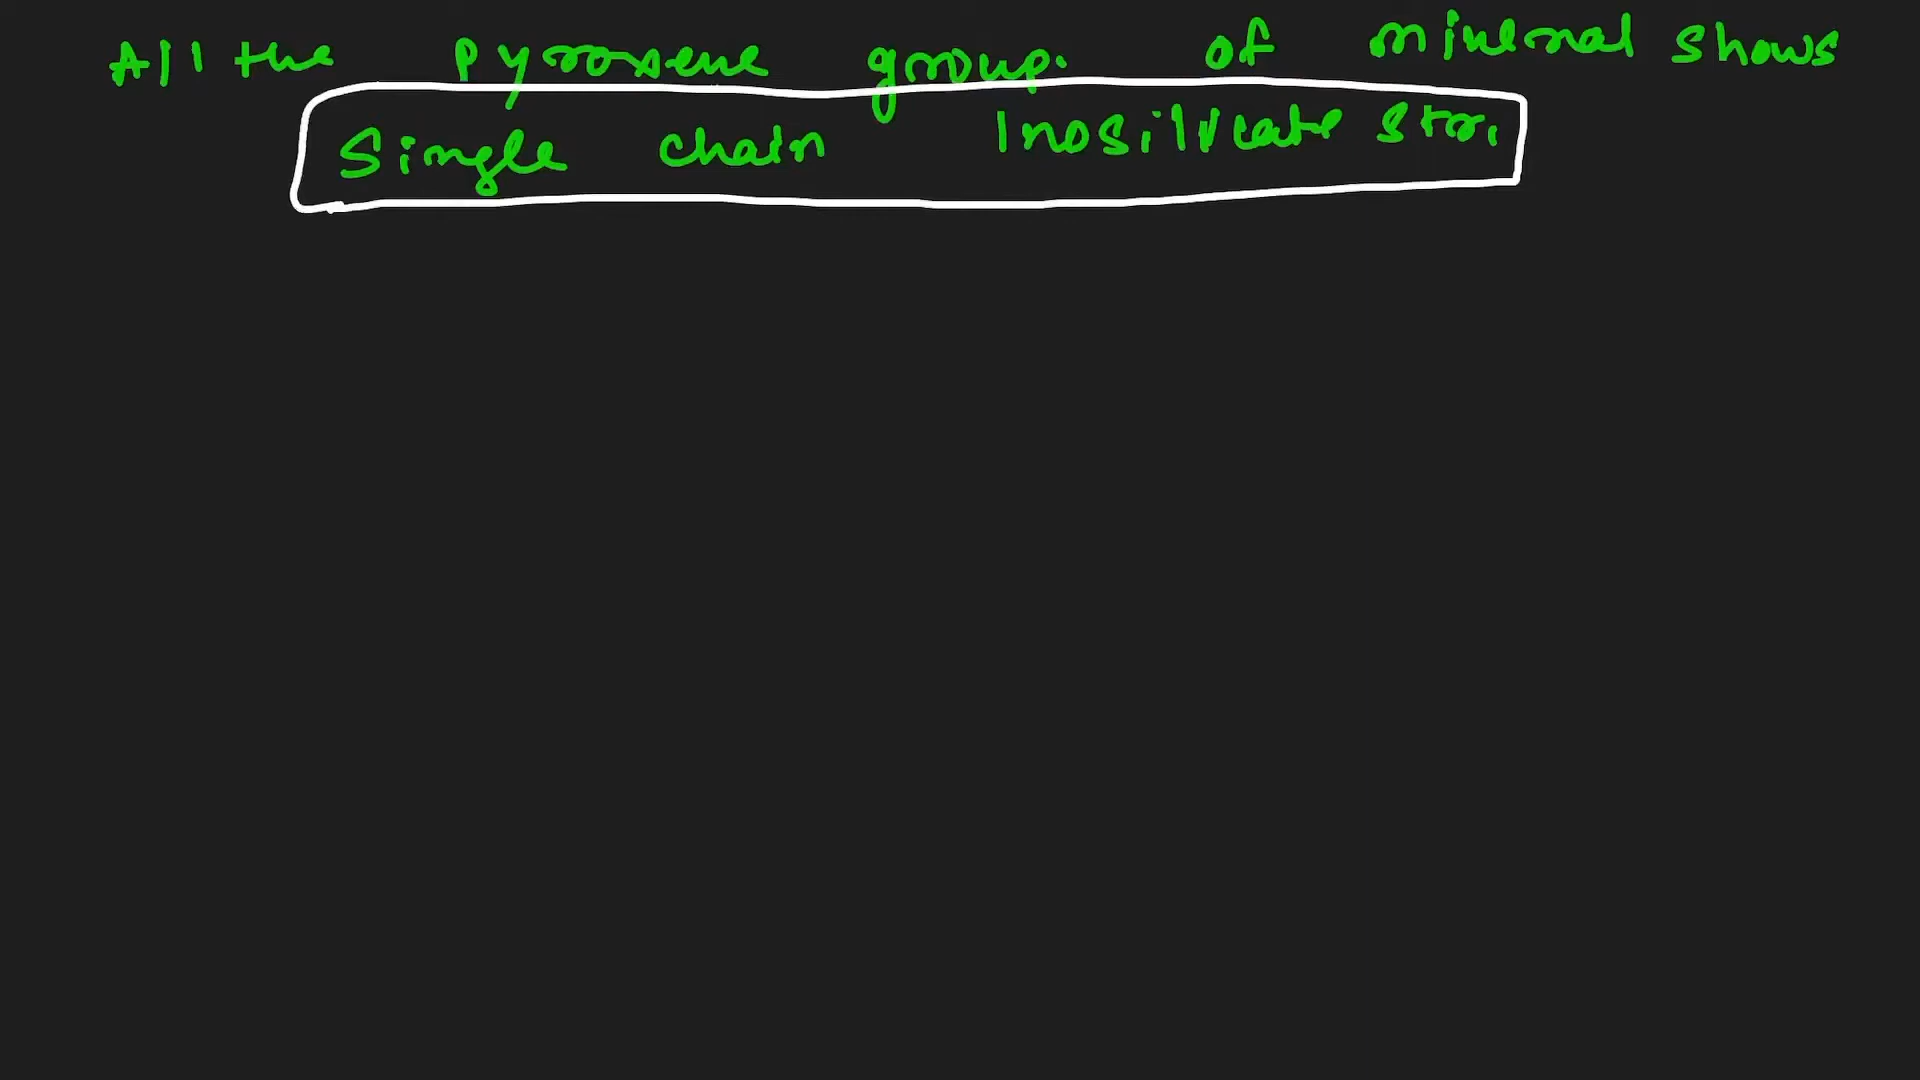 All the Pyroxene group. of mineral shows
Single chain Inosilicate str.